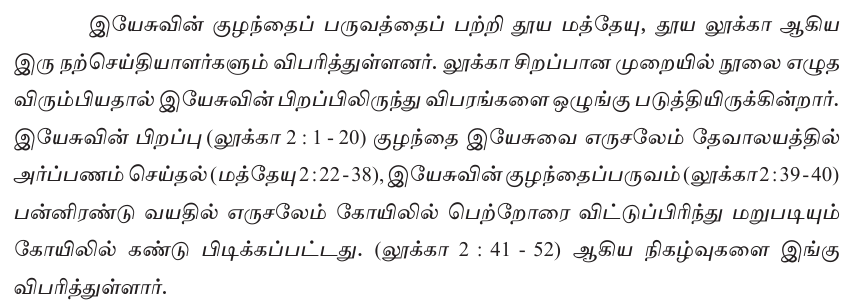 இயேசுவின் குழந்தைப் பருவத்தைப் பற்றி தூய மத்தேயு, தூய லூக்கா ஆகிய
இரு நற்செய்தியாளர்களும் விபரித்துள்ளனர். லூக்கா சிறப்பான முறையில் நூலை எழுத
விரும்பியதால் இயேசுவின் பிறப்பிலிருந்து விபரங்களை ஒழுங்கு படுத்தியிருக்கின்றார்.
இயேசுவின் பிறப்பு (லூக்கா 2 : 1 - 20) குழந்தை இயேசுவை எருசலேம் தேவாலயத்தில்
அர்ப்பணம் செய்தல் (மத்தேயு 2:22-38), இயேசுவின் குழந்தைப்பருவம் (லூக்கா 2:39-40)
பன்னிரண்டு வயதில் எருசலேம் கோயிலில் பெற்றோரை விட்டுப்பிரிந்து மறுபடியும்
கோயிலில் கண்டு பிடிக்கப்பட்டது. (லூக்கா 2 : 41 - 52) ஆகிய நிகழ்வுகளை இங்கு
விபரித்துள்ளார்.